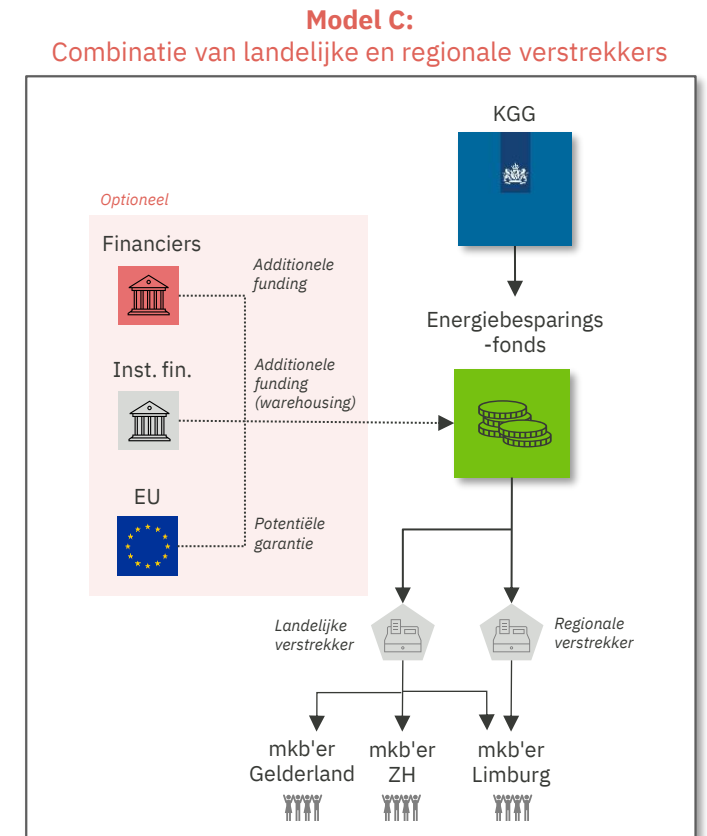 Model C:
Combinatie van landelijke en regionale verstrekkers
KGG
Optioneel
Financiers
Additionele
funding
Energiebesparings
-fonds
Inst. fin.
Additionele
funding
(warehousing)
EU
Potentiële
garantie
Landelijke
verstrekker
Regionale
verstrekker
mkb'er
Gelderland
mkb'er
ZH
mkb'er
Limburg